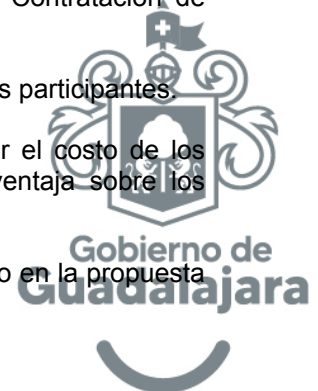 Contratación de
s participantes.
r el costo de los
ventaja sobre los
o en la propuesta
Gobierno de
Guadalajara